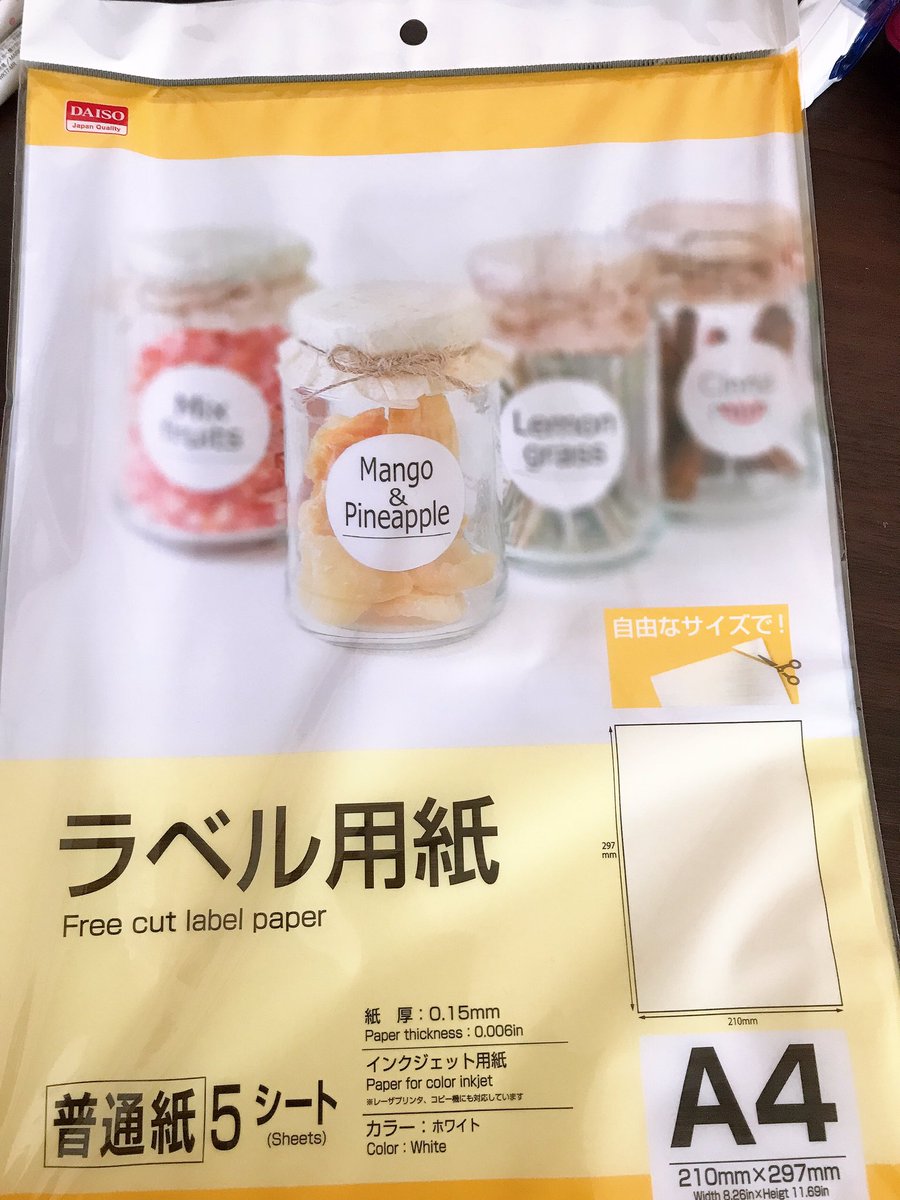 DAISO
Japan Quality
Mix
fruits
Mango
&
Pineapple
Lemon
grass
自由なサイズで!
297
mm
210mm
ラベル用紙
Free cut label paper
紙 厚:0.15mm
Paper thickness : 0.006in
インクジェット用紙
Paper for color inkjet
※レーザプリンタ、コピー機にも対応しています
カラー:ホワイト
Color : White
普通紙 5 シート
(Sheets)
A4
210mm×297mm
Width 8.26in×Heigt 11.69in